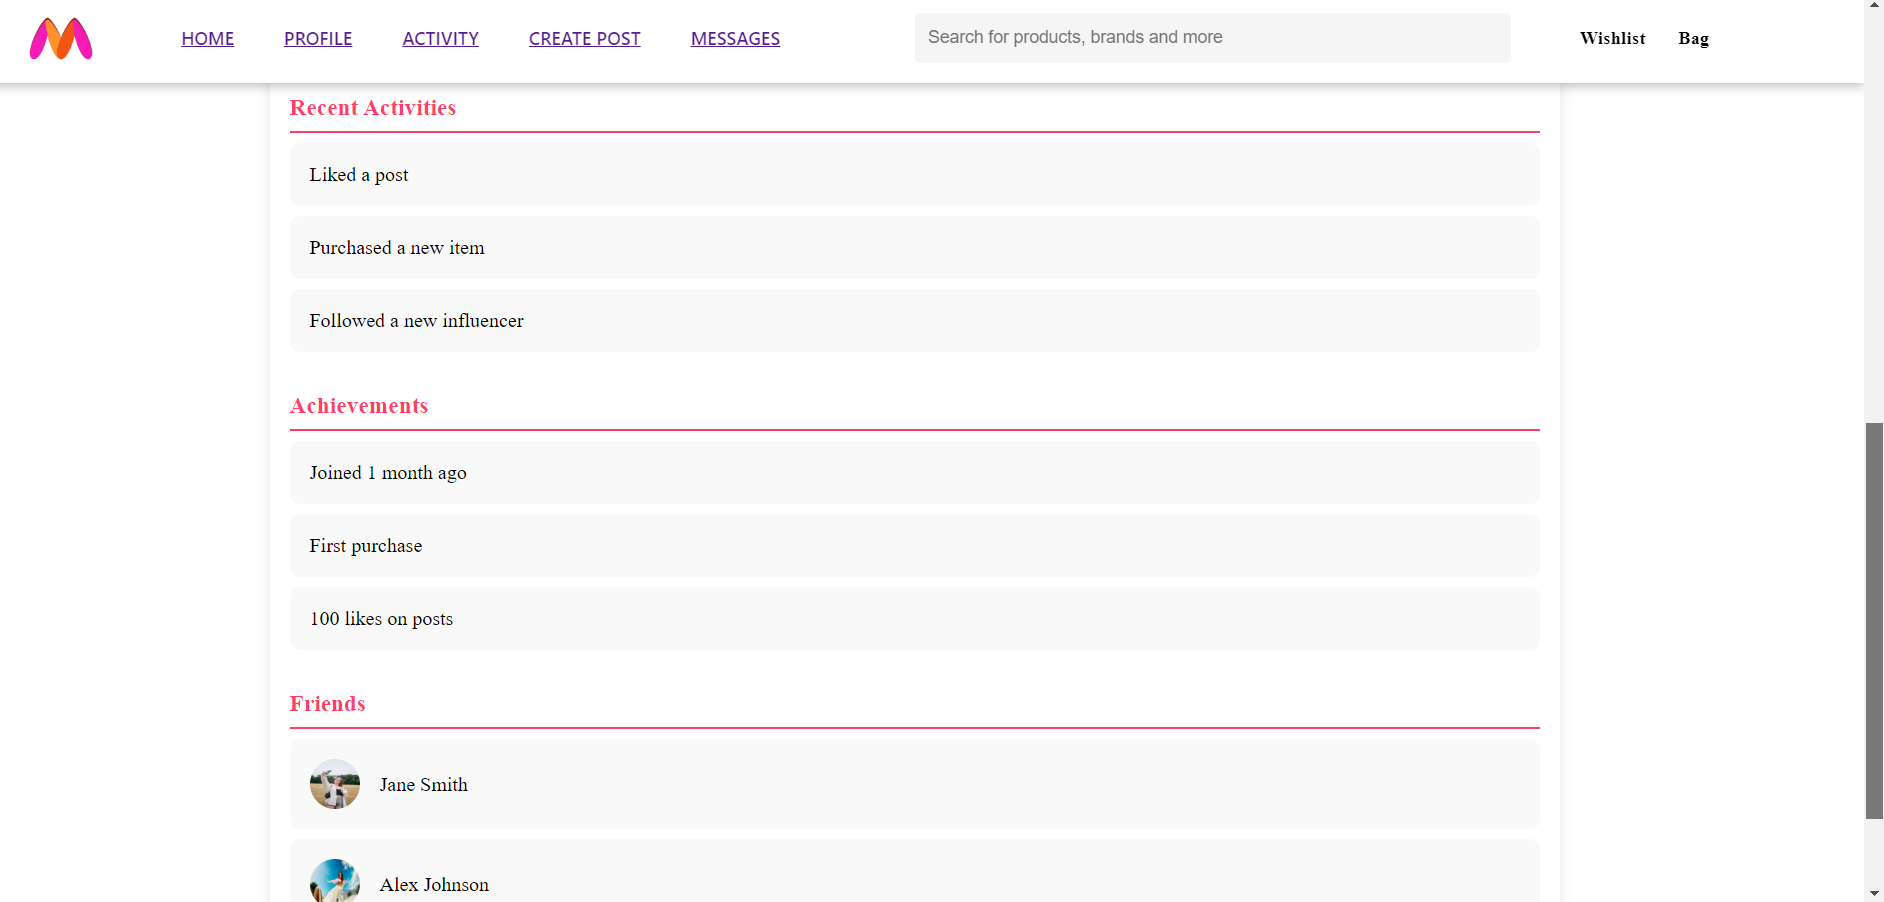 HOME PROFILE ACTIVITY CREATE POST MESSAGES Search for products, brands and more Wishlist Bag
Recent Activities
Liked a post
Purchased a new item
Followed a new influencer
Achievements
Joined 1 month ago
First purchase
100 likes on posts
Friends
Jane Smith
Alex Johnson